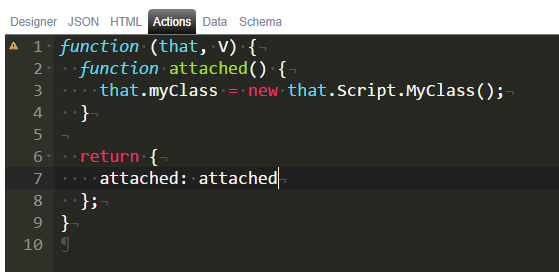 Designer JSON HTML Actions Data Schema
1 function (that, V) {
2   function attached() {
3     that.myClass = new that.Script.MyClass();
4   }
5
6   return {
7     attached: attached
8   };
9 }
10